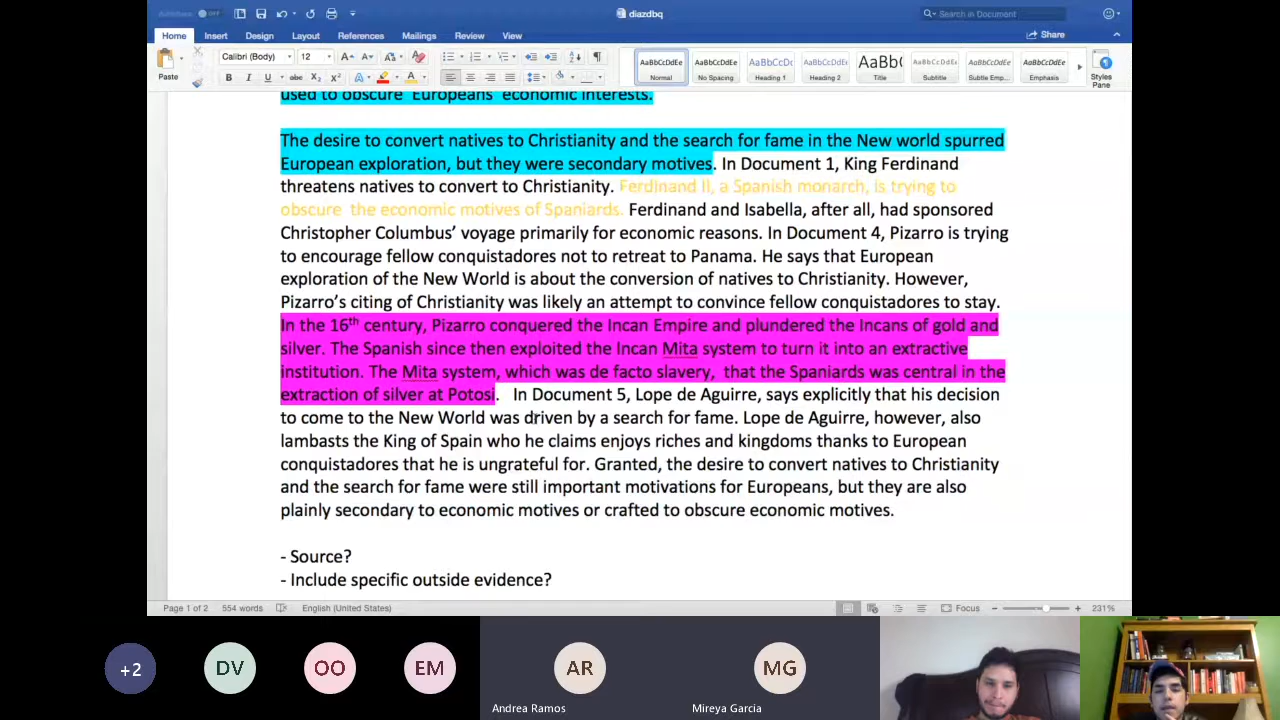 AutoSave OFF
diazdbq
Search in Document
Home Insert Design Layout References Mailings Review View
Share
Paste
Calibri (Body) 12
AaBbCcDdEe AaBbCcDdEe AaBbCcDc AaBbCcDdEe AaBb( AaBbCcDdEe AaBbCcDdEe AaBbCcDdEe
Normal No Spacing Heading 1 Heading 2 Title Subtitle Subtle Emp... Emphasis
Styles
Pane
used to obscure Europeans' economic interests.
The desire to convert natives to Christianity and the search for fame in the New world spurred
European exploration, but they were secondary motives. In Document 1, King Ferdinand
threatens natives to convert to Christianity. Ferdinand II, a Spanish monarch, is trying to
obscure the economic motives of Spaniards. Ferdinand and Isabella, after all, had sponsored
Christopher Columbus' voyage primarily for economic reasons. In Document 4, Pizarro is trying
to encourage fellow conquistadores not to retreat to Panama. He says that European
exploration of the New World is about the conversion of natives to Christianity. However,
Pizarro's citing of Christianity was likely an attempt to convince fellow conquistadores to stay.
In the 16th century, Pizarro conquered the Incan Empire and plundered the Incans of gold and
silver. The Spanish since then exploited the Incan Mita system to turn it into an extractive
institution. The Mita system, which was de facto slavery, that the Spaniards was central in the
extraction of silver at Potosi. In Document 5, Lope de Aguirre, says explicitly that his decision
to come to the New World was driven by a search for fame. Lope de Aguirre, however, also
lambasts the King of Spain who he claims enjoys riches and kingdoms thanks to European
conquistadores that he is ungrateful for. Granted, the desire to convert natives to Christianity
and the search for fame were still important motivations for Europeans, but they are also
plainly secondary to economic motives or crafted to obscure economic motives.
- Source?
- Include specific outside evidence?
Page 1 of 2 554 words English (United States) Focus 231%
+2 DV OO EM AR MG
Andrea Ramos Mireya Garcia